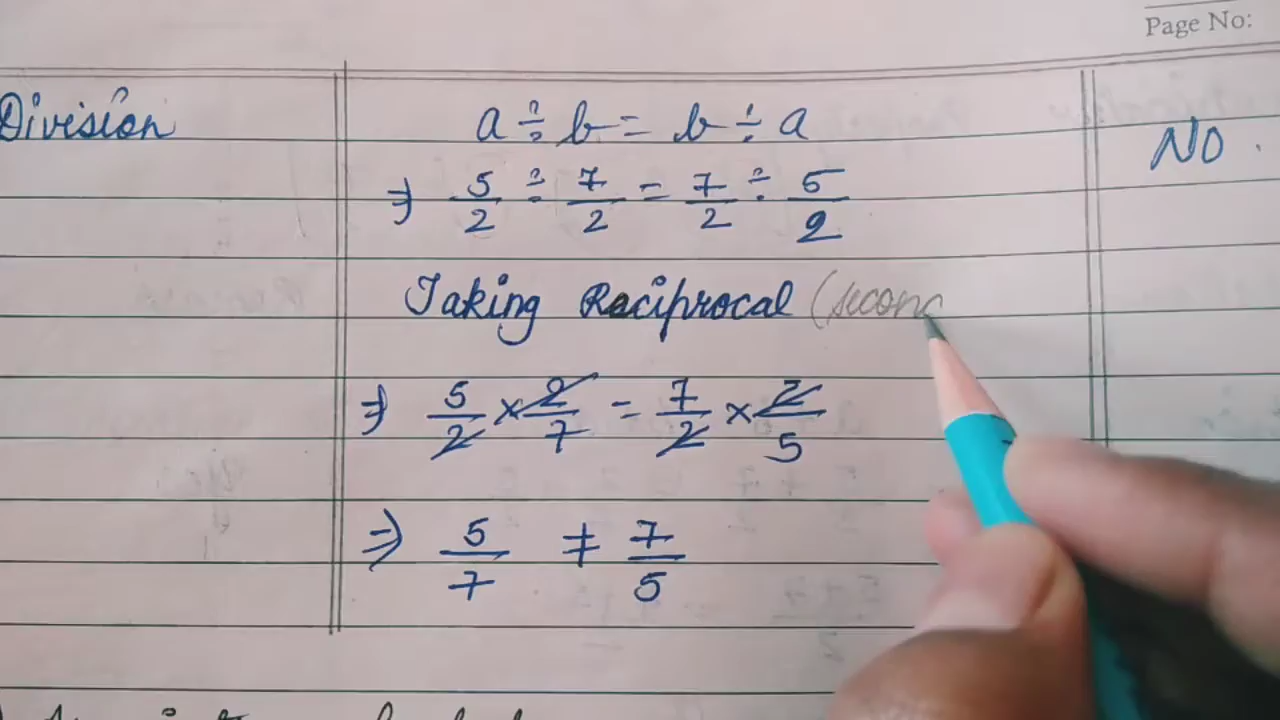 Page No:
Division a ÷ b = b ÷ a No.
⇒ 5/2 ÷ 7/2 = 7/2 ÷ 5/2
Taking Reciprocal (secon
⇒ 5/2 × 2/7 = 7/2 × 2/5
⇒ 5/7 ≠ 7/5